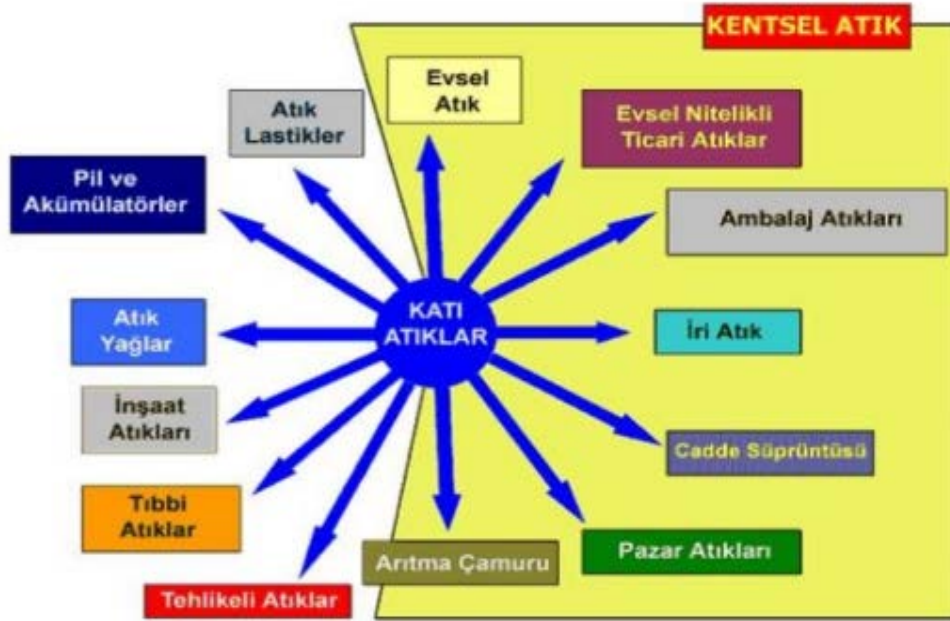 KENTSEL ATIK
Evsel
Atık
Atık
Lastikler
Evsel Nitelikli
Ticari Atıklar
Pil ve
Akümülatörler
Ambalaj Atıkları
KATI
ATIKLAR
Atık
Yağlar
İri Atık
İnşaat
Atıkları
Cadde Süprüntüsü
Tıbbi
Atıklar
Pazar Atıkları
Arıtma Çamuru
Tehlikeli Atıklar